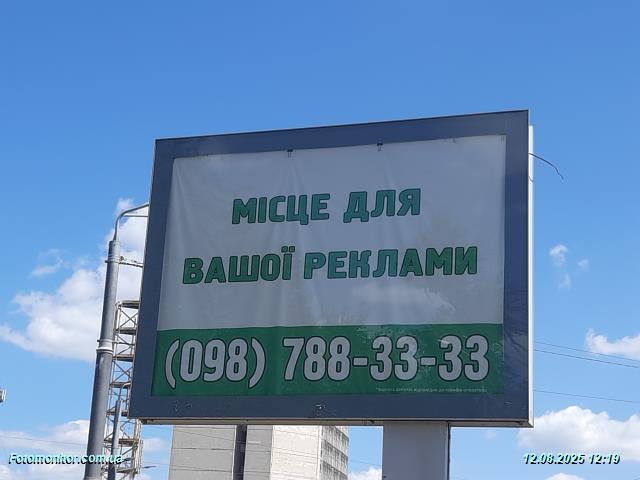 МІСЦЕ ДЛЯ
ВАШОЇ РЕКЛАМИ
(098) 788-33-33
Fotomonitor.com.ua
12.08.2025 12:19